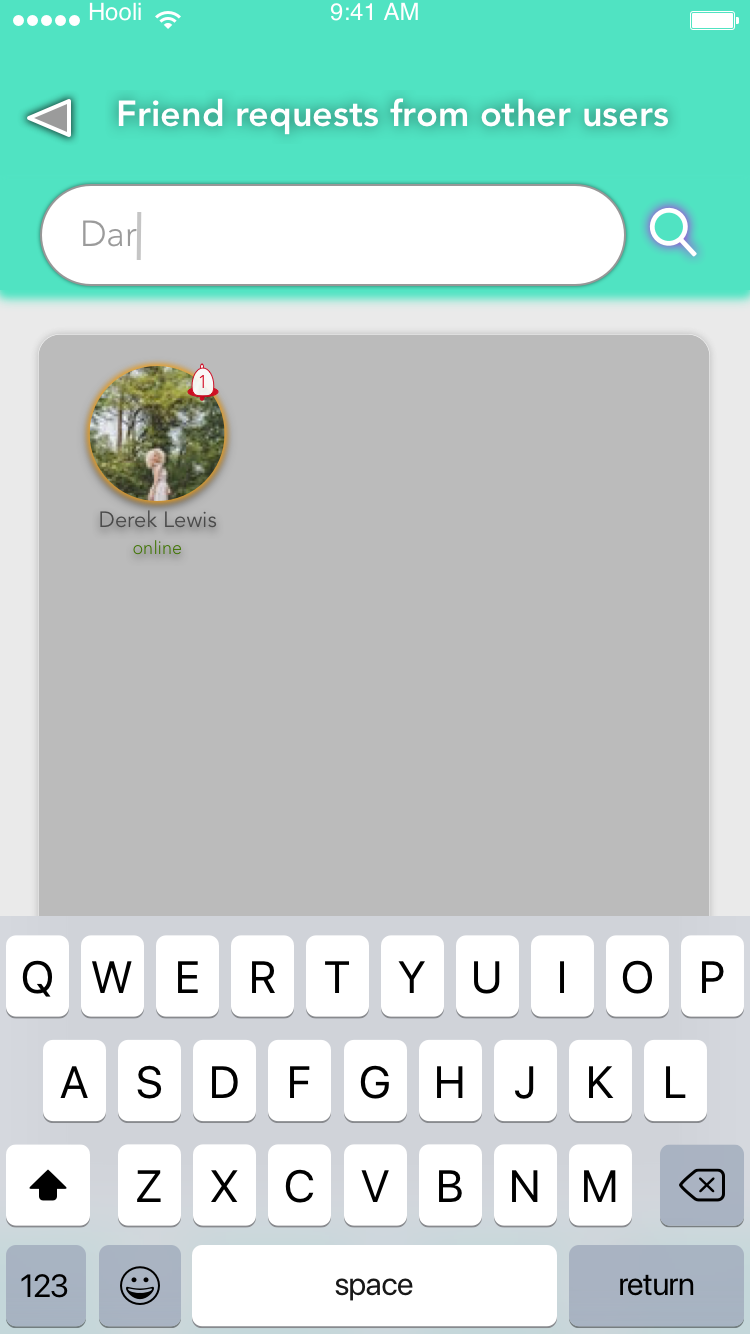 Hooli 9:41 AM
Friend requests from other users
Dar
1
Derek Lewis
online
Q W E R T Y U I O P
A S D F G H J K L
Z X C V B N M
123 space return